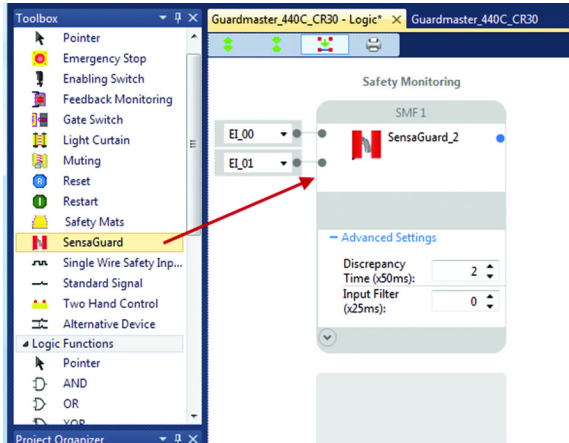 Toolbox
Pointer
Emergency Stop
Enabling Switch
Feedback Monitoring
Gate Switch
Light Curtain
Muting
Reset
Restart
Safety Mats
SensaGuard
Single Wire Safety Inp...
Standard Signal
Two Hand Control
Alternative Device
Logic Functions
Pointer
AND
OR
XOR
Project Organizer
Guardmaster_440C_CR30 - Logic*
Guardmaster_440C_CR30
Safety Monitoring
SMF 1
EI_00
SensaGuard_2
EI_01
Advanced Settings
Discrepancy
Time (x50ms):
2
Input Filter
(x25ms):
0